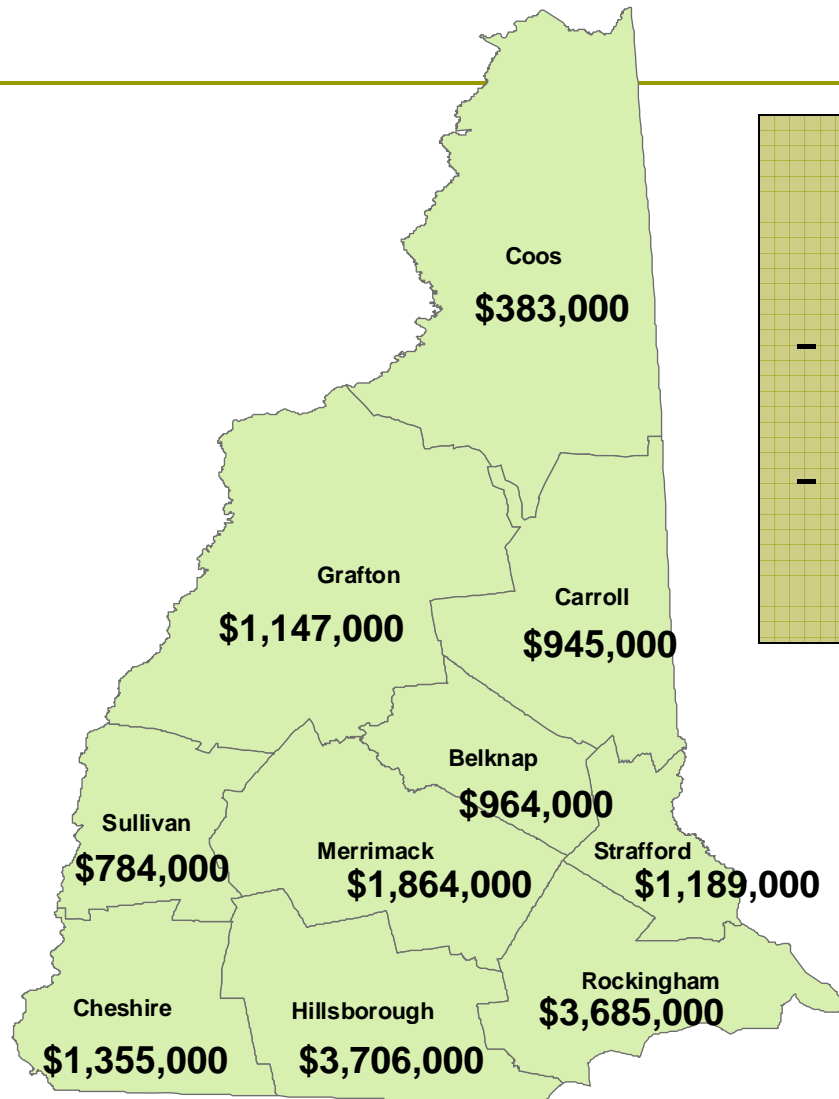 Coos
$383,000
Grafton
$1,147,000
Carroll
$945,000
Belknap
$964,000
Sullivan
$784,000
Merrimack
$1,864,000
Strafford
$1,189,000
Cheshire
$1,355,000
Hillsborough
$3,706,000
Rockingham
$3,685,000
–
–